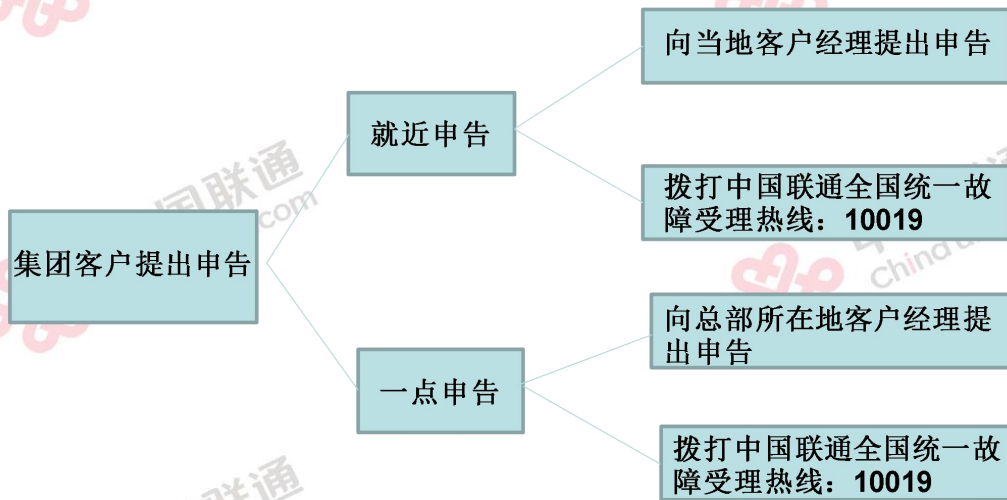 向当地客户经理提出申告
就近申告
拨打中国联通全国统一故
障受理热线：10019
集团客户提出申告
向总部所在地客户经理提
出申告
一点申告
拨打中国联通全国统一故
障受理热线：10019